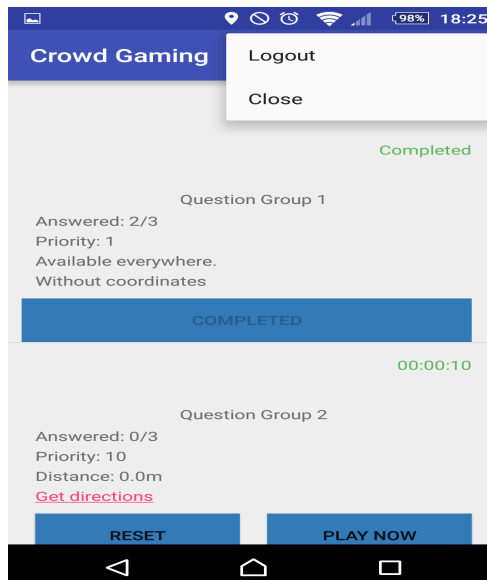 98% 18:25
Crowd Gaming
Logout
Close
Completed
Question Group 1
Answered: 2/3
Priority: 1
Available everywhere.
Without coordinates
COMPLETED
00:00:10
Question Group 2
Answered: 0/3
Priority: 10
Distance: 0.0m
Get directions
RESET PLAY NOW